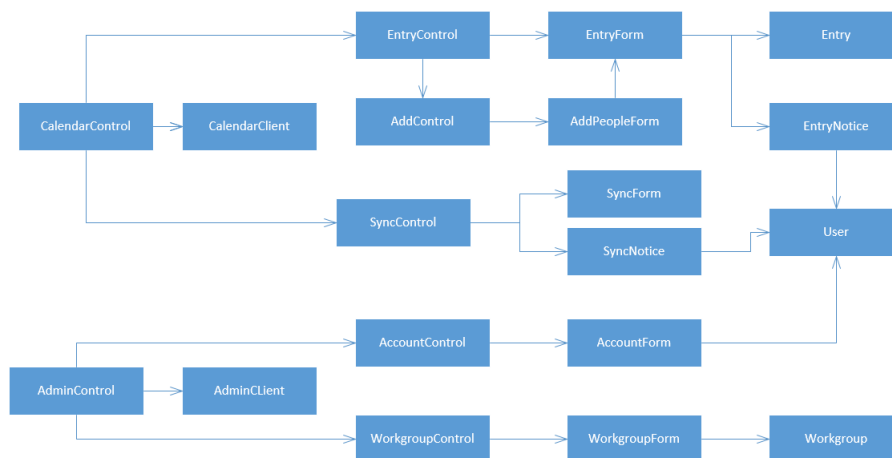 EntryControl
EntryForm
Entry
CalendarControl
CalendarClient
AddControl
AddPeopleForm
EntryNotice
SyncForm
SyncControl
User
SyncNotice
AccountControl
AccountForm
AdminControl
AdminCLient
WorkgroupControl
WorkgroupForm
Workgroup